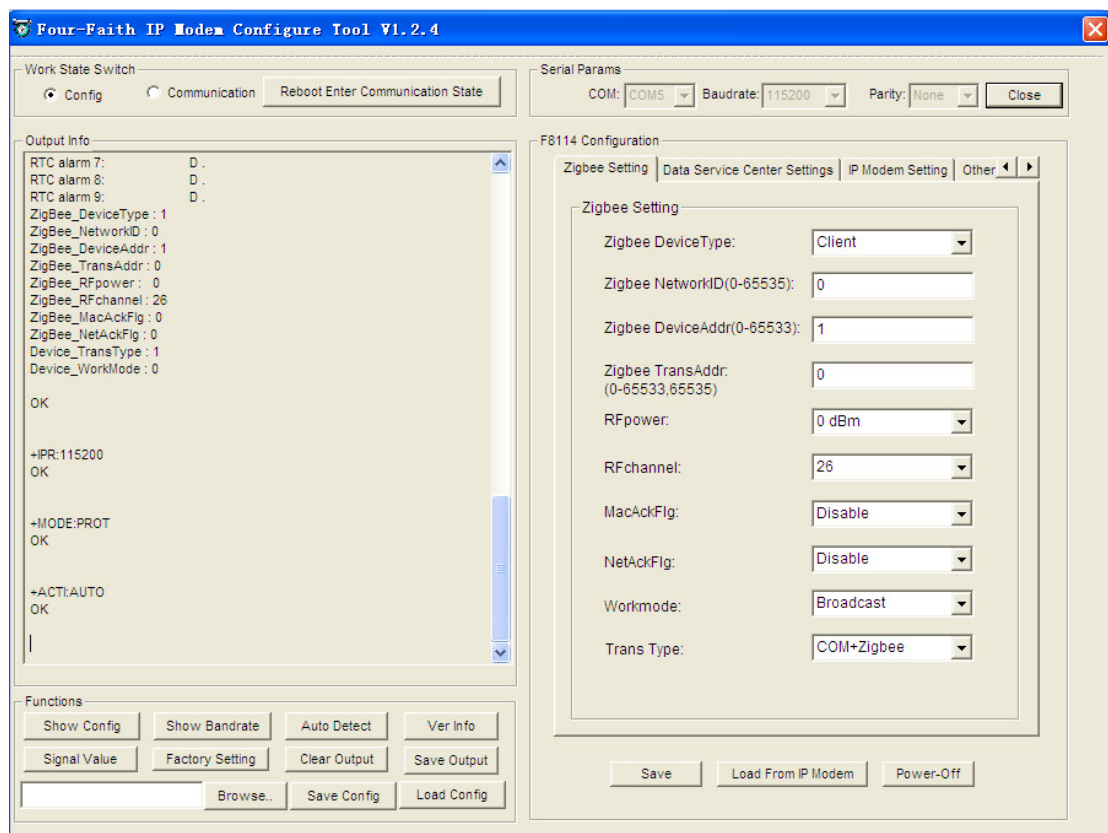 Four-Faith IP Modem Configure Tool V1.2.4
Work State Switch
Config
Communication
Reboot Enter Communication State
Serial Params
COM: COM5
Baudrate: 115200
Parity: None
Close
Output Info
RTC alarm 7: D .
RTC alarm 8: D .
RTC alarm 9: D .
ZigBee_DeviceType : 1
ZigBee_NetworkID : 0
ZigBee_DeviceAddr : 1
ZigBee_TransAddr : 0
ZigBee_RFpower : 0
ZigBee_RFchannel : 26
ZigBee_MacAckFlg : 0
ZigBee_NetAckFlg : 0
Device_TransType : 1
Device_WorkMode : 0
OK
+IPR:115200
OK
+MODE:PROT
OK
+ACTI:AUTO
OK
Functions
Show Config
Show Bandrate
Auto Detect
Ver Info
Signal Value
Factory Setting
Clear Output
Save Output
Browse..
Save Config
Load Config
F8114 Configuration
Zigbee Setting
Data Service Center Settings
IP Modem Setting
Other
Zigbee Setting
Zigbee DeviceType: Client
Zigbee NetworkID(0-65535): 0
Zigbee DeviceAddr(0-65533): 1
Zigbee TransAddr: 0
(0-65533,65535)
RFpower: 0 dBm
RFchannel: 26
MacAckFlg: Disable
NetAckFlg: Disable
Workmode: Broadcast
Trans Type: COM+Zigbee
Save
Load From IP Modem
Power-Off